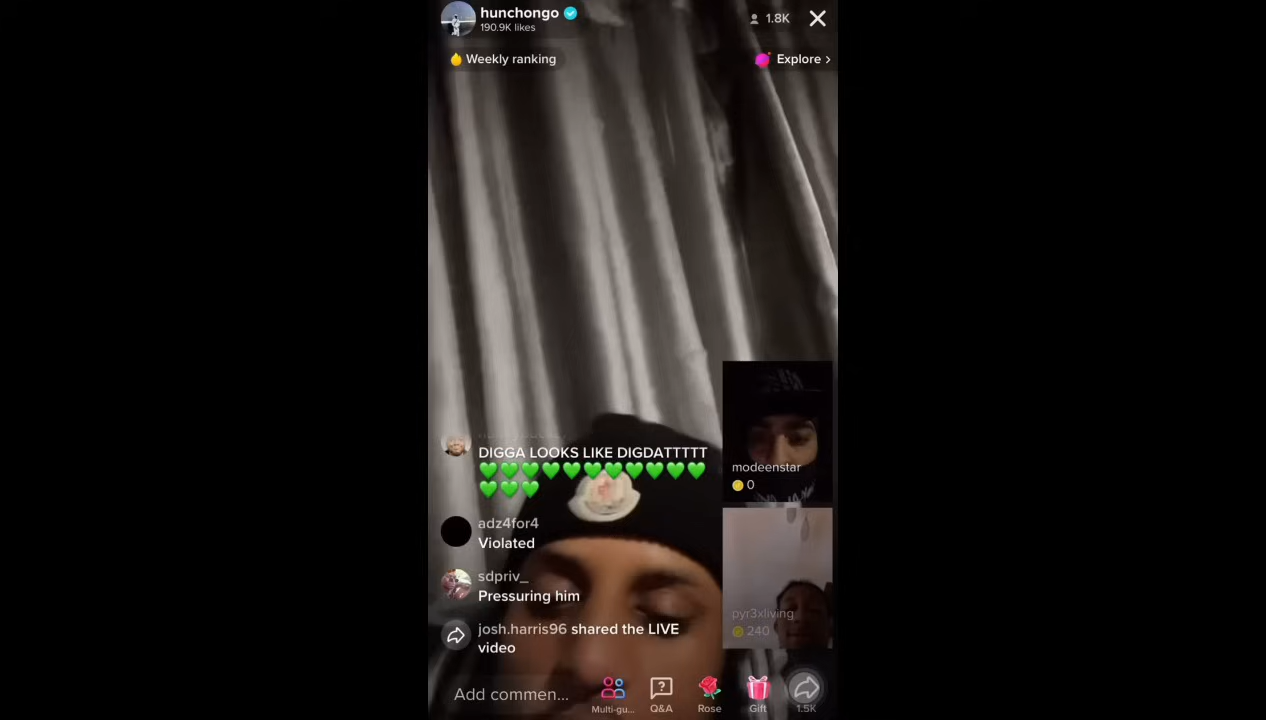 hunchongo
190.9K likes
1.8K
Weekly ranking
Explore >
DIGGA LOOKS LIKE DIGDATTTTT
💚💚💚💚💚💚💚💚💚💚💚
💚💚💚
adz4for4
Violated
sdpriv_
Pressuring him
josh.harris96 shared the LIVE
video
modeenstar
0
pyr3xliving
240
Add commen...
Multi-gu...
Q&A
Rose
Gift
1.5K